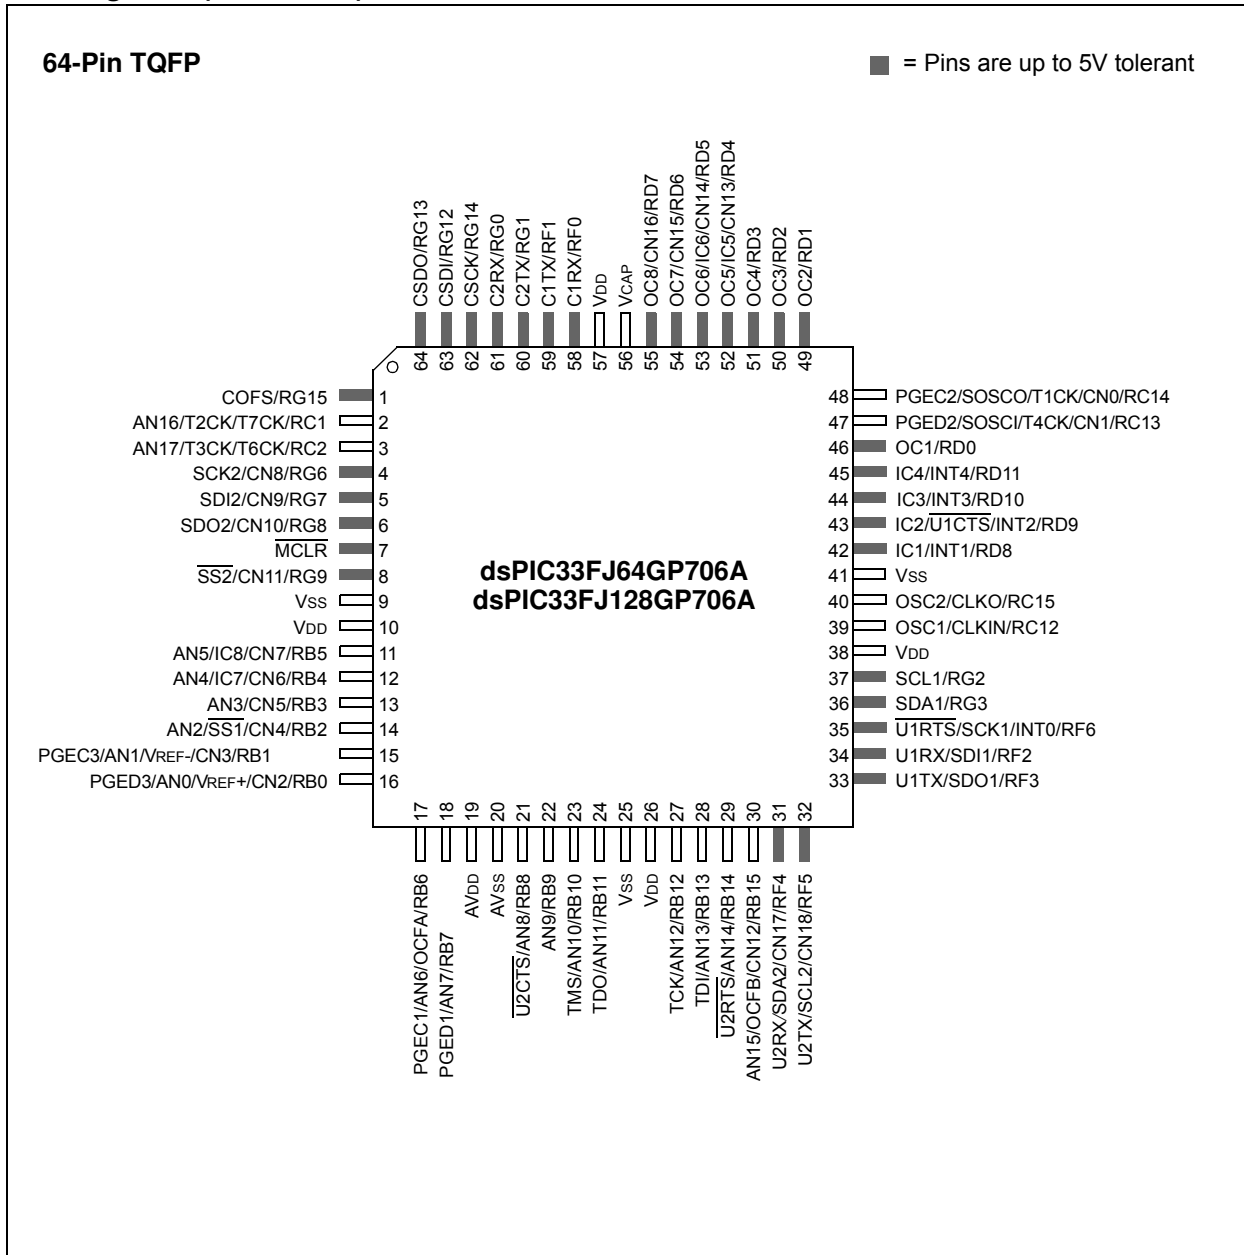 64-Pin TQFP
= Pins are up to 5V tolerant
CSDO/RG13
CSDI/RG12
CSCK/RG14
C2RX/RG0
C2TX/RG1
C1TX/RF1
C1RX/RF0
VDD
VCAP
OC8/CN16/RD7
OC7/CN15/RD6
OC6/IC6/CN14/RD5
OC5/IC5/CN13/RD4
OC4/RD3
OC3/RD2
OC2/RD1
64
63
62
61
60
59
58
57
56
55
54
53
52
51
50
49
COFS/RG15 1
AN16/T2CK/T7CK/RC1 2
AN17/T3CK/T6CK/RC2 3
SCK2/CN8/RG6 4
SDI2/CN9/RG7 5
SDO2/CN10/RG8 6
MCLR 7
SS2/CN11/RG9 8
VSS 9
VDD 10
AN5/IC8/CN7/RB5 11
AN4/IC7/CN6/RB4 12
AN3/CN5/RB3 13
AN2/SS1/CN4/RB2 14
PGEC3/AN1/VREF-/CN3/RB1 15
PGED3/AN0/VREF+/CN2/RB0 16
dsPIC33FJ64GP706A
dsPIC33FJ128GP706A
48 PGEC2/SOSCO/T1CK/CN0/RC14
47 PGED2/SOSCI/T4CK/CN1/RC13
46 OC1/RD0
45 IC4/INT4/RD11
44 IC3/INT3/RD10
43 IC2/U1CTS/INT2/RD9
42 IC1/INT1/RD8
41 VSS
40 OSC2/CLKO/RC15
39 OSC1/CLKIN/RC12
38 VDD
37 SCL1/RG2
36 SDA1/RG3
35 U1RTS/SCK1/INT0/RF6
34 U1RX/SDI1/RF2
33 U1TX/SDO1/RF3
17
18
19
20
21
22
23
24
25
26
27
28
29
30
31
32
PGEC1/AN6/OCFA/RB6
PGED1/AN7/RB7
AVDD
AVSS
U2CTS/AN8/RB8
AN9/RB9
TMS/AN10/RB10
TDO/AN11/RB11
VSS
VDD
TCK/AN12/RB12
TDI/AN13/RB13
U2RTS/AN14/RB14
AN15/OCFB/CN12/RB15
U2RX/SDA2/CN17/RF4
U2TX/SCL2/CN18/RF5